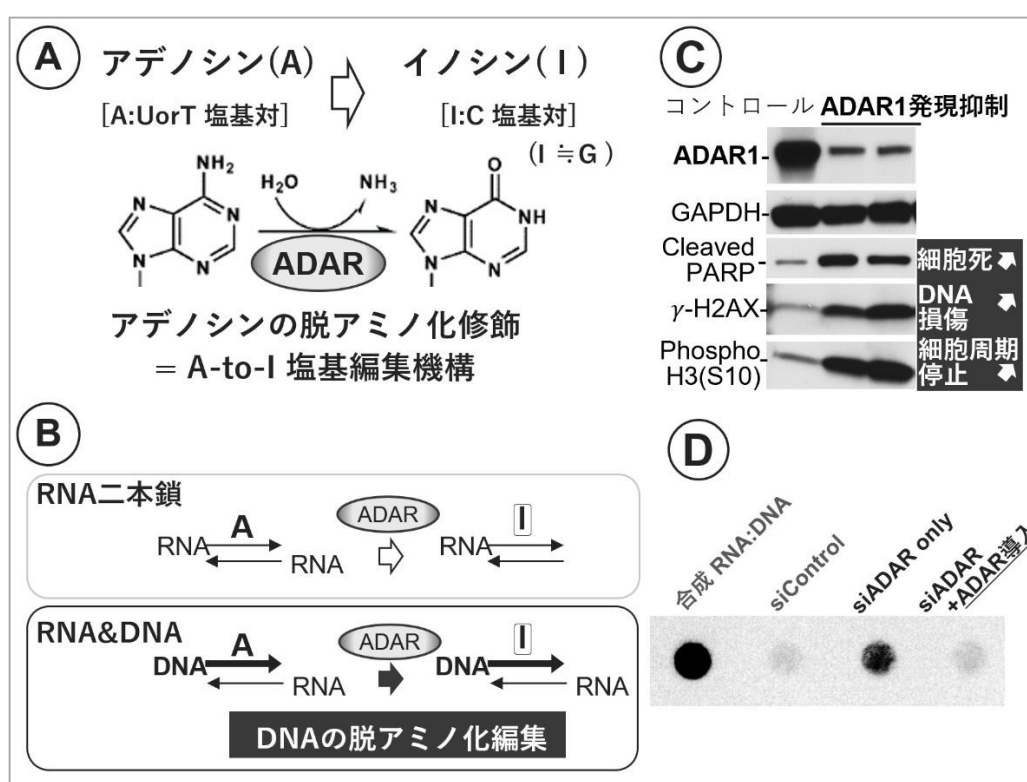 A
アデノシン(A)
イノシン(I)
[A:UorT 塩基対]
[I:C 塩基対]
(I ≒G)
NH2
H2O
NH3
O
N
N
N
N
N
NH
N
N
ADAR
アデノシンの脱アミノ化修飾
= A-to-I 塩基編集機構
B
RNA二本鎖
A
ADAR
I
RNA
RNA
RNA
RNA&DNA
A
ADAR
I
DNA
RNA
DNA
RNA
DNAの脱アミノ化編集
C
コントロール ADAR1発現抑制
ADAR1-
GAPDH-
Cleaved
PARP
細胞死
γ-H2AX-
DNA
損傷
Phospho
H3(S10)
細胞周期
停止
D
合成 RNA:DNA
siControl
siADAR only
siADAR
+ADAR導入